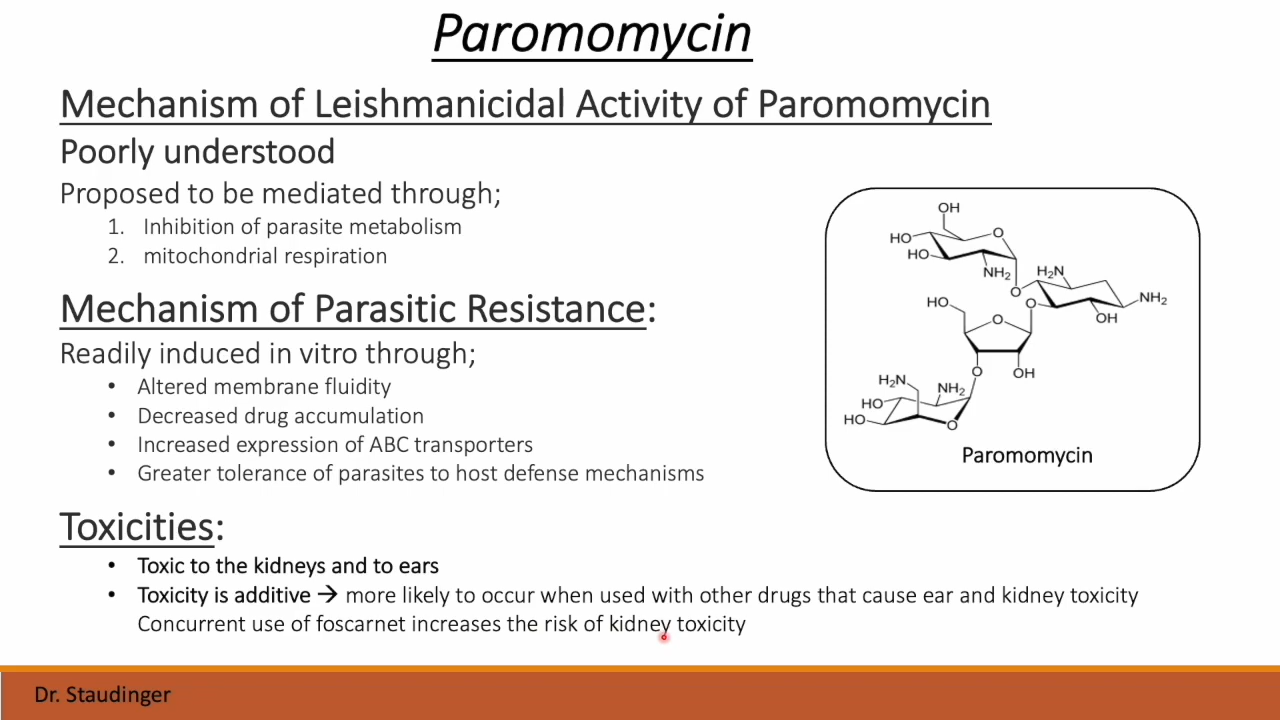 Paromomycin
Mechanism of Leishmanicidal Activity of Paromomycin
Poorly understood
Proposed to be mediated through;
1. Inhibition of parasite metabolism
2. mitochondrial respiration
Mechanism of Parasitic Resistance:
Readily induced in vitro through;
• Altered membrane fluidity
• Decreased drug accumulation
• Increased expression of ABC transporters
• Greater tolerance of parasites to host defense mechanisms
Toxicities:
• Toxic to the kidneys and to ears
• Toxicity is additive → more likely to occur when used with other drugs that cause ear and kidney toxicity
Concurrent use of foscarnet increases the risk of kidney toxicity
OH
HO O
HO
NH₂ H₂N
O NH₂
HO O
OH
O
O OH
H₂N NH₂
HO
HO O
Paromomycin
Dr. Staudinger